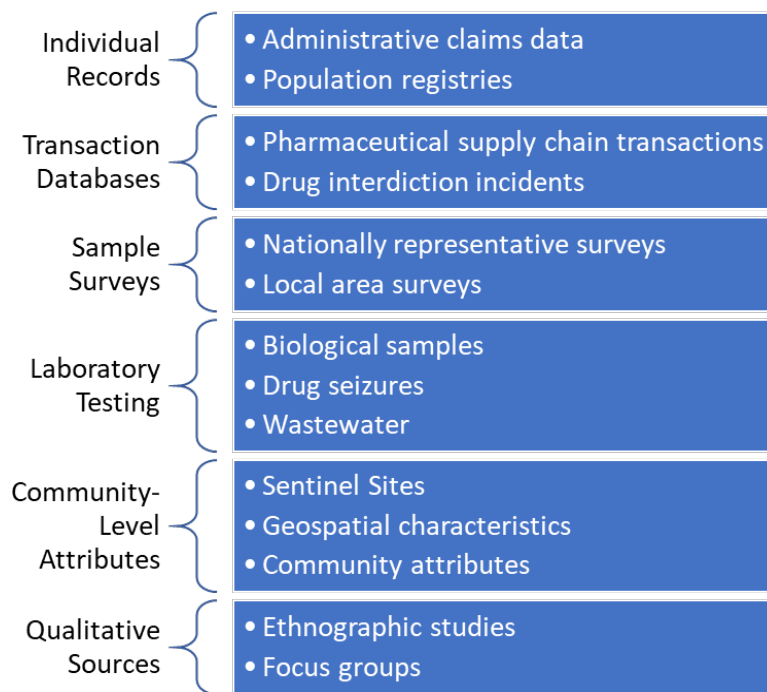 Individual
Records
• Administrative claims data
• Population registries
Transaction
Databases
• Pharmaceutical supply chain transactions
• Drug interdiction incidents
Sample
Surveys
• Nationally representative surveys
• Local area surveys
Laboratory
Testing
• Biological samples
• Drug seizures
• Wastewater
Community-
Level
Attributes
• Sentinel Sites
• Geospatial characteristics
• Community attributes
Qualitative
Sources
• Ethnographic studies
• Focus groups